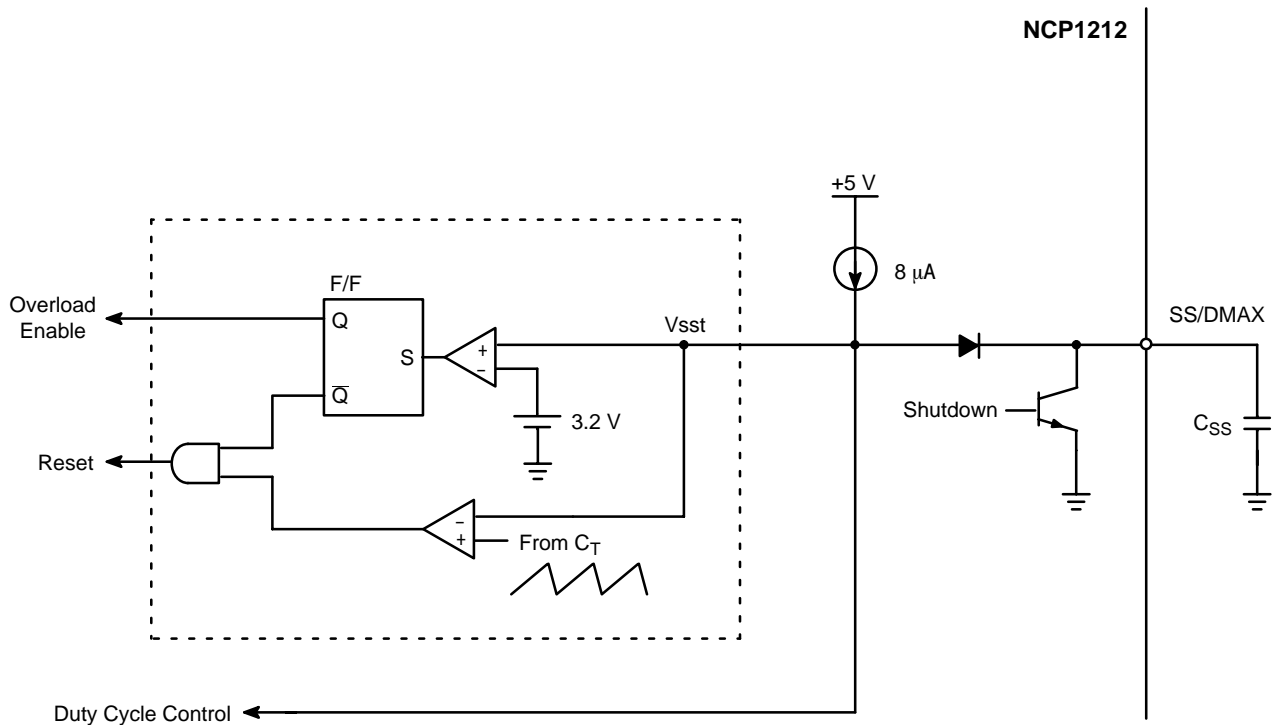 NCP1212
+5 V
8 μA
F/F
Overload
Enable
Q
S
+
−
Vsst
SS/DMAX
Q̅
3.2 V
Shutdown
CSS
Reset
−
+
From CT
Duty Cycle Control